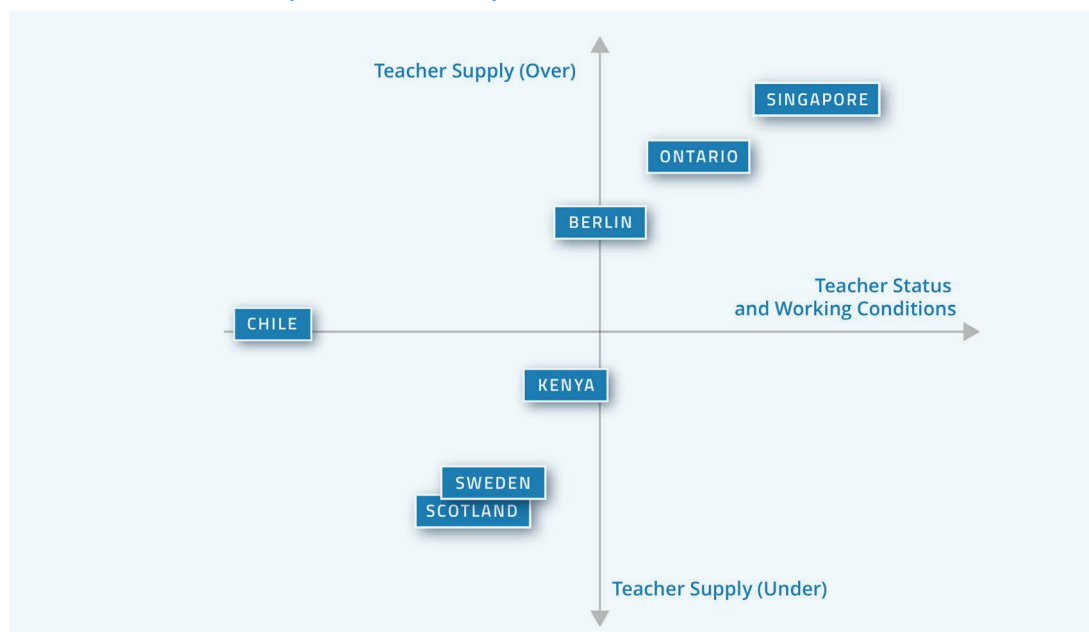 Teacher Supply (Over)
SINGAPORE
ONTARIO
BERLIN
Teacher Status
and Working Conditions
CHILE
KENYA
SWEDEN
SCOTLAND
Teacher Supply (Under)